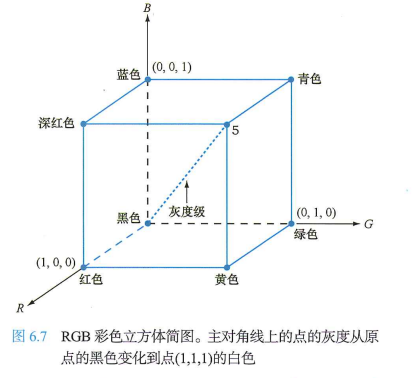 B
蓝色
(0, 0, 1)
青色
深红色
5
灰度级
黑色
(0, 1, 0)
G
绿色
(1, 0, 0)
红色
黄色
R
图 6.7 RGB 彩色立方体简图。主对角线上的点的灰度从原
点的黑色变化到点(1,1,1)的白色